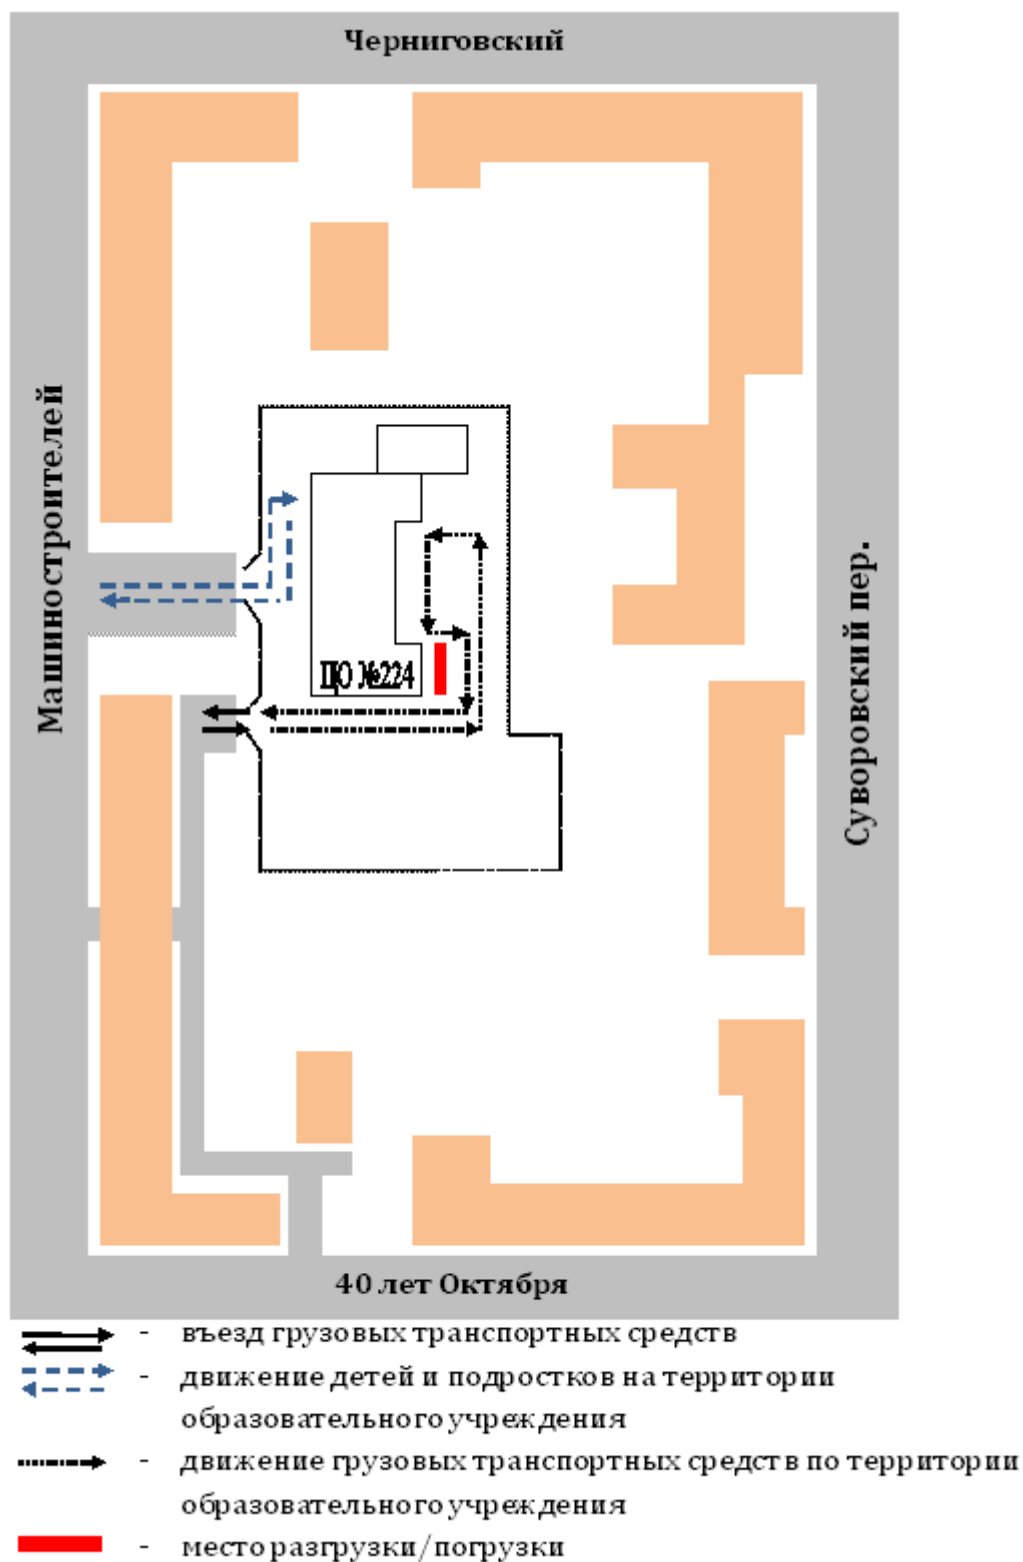 Черниговский
Машиностроителей
Суворовский пер.
ЦО №224
40 лет Октября
- въезд грузовых транспортных средств
- движение детей и подростков на территории
образовательного учреждения
- движение грузовых транспортных средств по территории
образовательного учреждения
- место разгрузки/погрузки